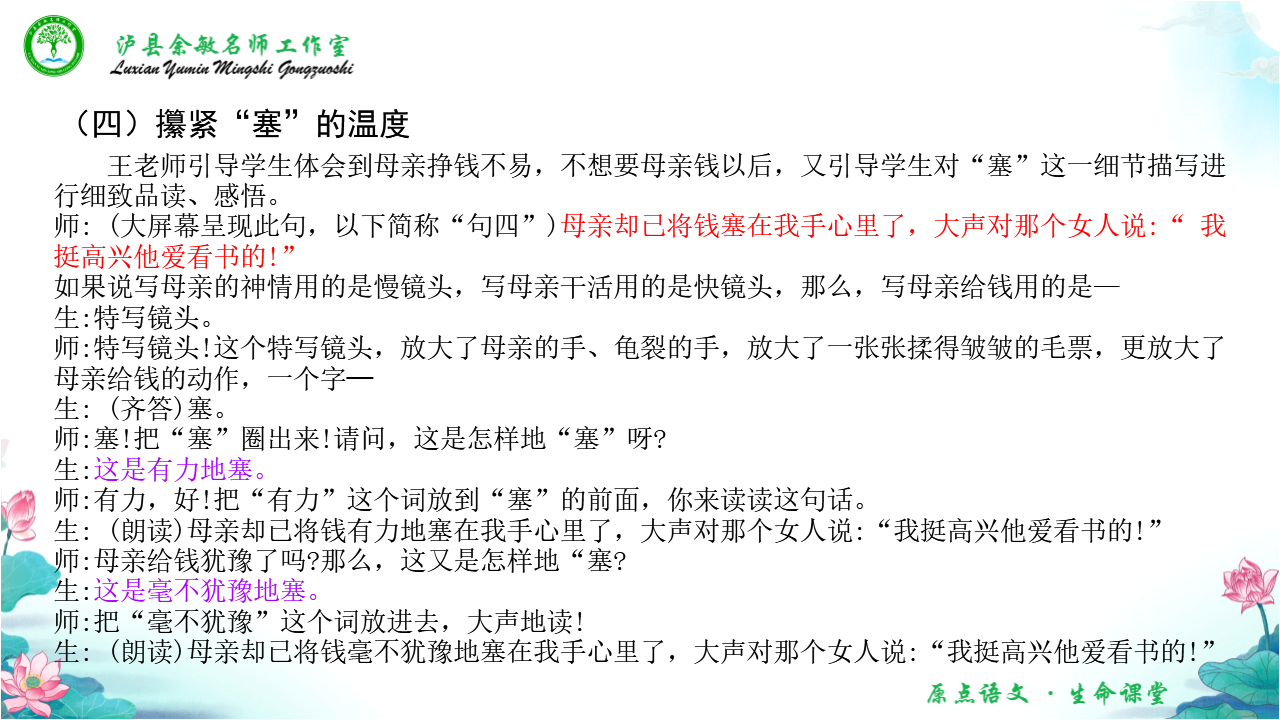 泸县余敏名师工作室
Luxian Yumin Mingshi Gongzuoshi
（四）攥紧“塞”的温度
王老师引导学生体会到母亲挣钱不易，不想要母亲钱以后，又引导学生对“塞”这一细节描写进
行细致品读、感悟。
师: (大屏幕呈现此句，以下简称“句四”)母亲却已将钱塞在我手心里了，大声对那个女人说:“ 我
挺高兴他爱看书的!”
如果说写母亲的神情用的是慢镜头，写母亲干活用的是快镜头，那么，写母亲给钱用的是—
生:特写镜头。
师:特写镜头!这个特写镜头，放大了母亲的手、龟裂的手，放大了一张张揉得皱皱的毛票，更放大了
母亲给钱的动作，一个字—
生: (齐答)塞。
师:塞!把“塞”圈出来!请问，这是怎样地“塞”呀?
生:这是有力地塞。
师:有力，好!把“有力”这个词放到“塞”的前面，你来读读这句话。
生: (朗读)母亲却已将钱有力地塞在我手心里了，大声对那个女人说:“我挺高兴他爱看书的!”
师:母亲给钱犹豫了吗?那么，这又是怎样地“塞?
生:这是毫不犹豫地塞。
师:把“毫不犹豫”这个词放进去，大声地读!
生: (朗读)母亲却已将钱毫不犹豫地塞在我手心里了，大声对那个女人说:“我挺高兴他爱看书的!”
原点语文 · 生命课堂